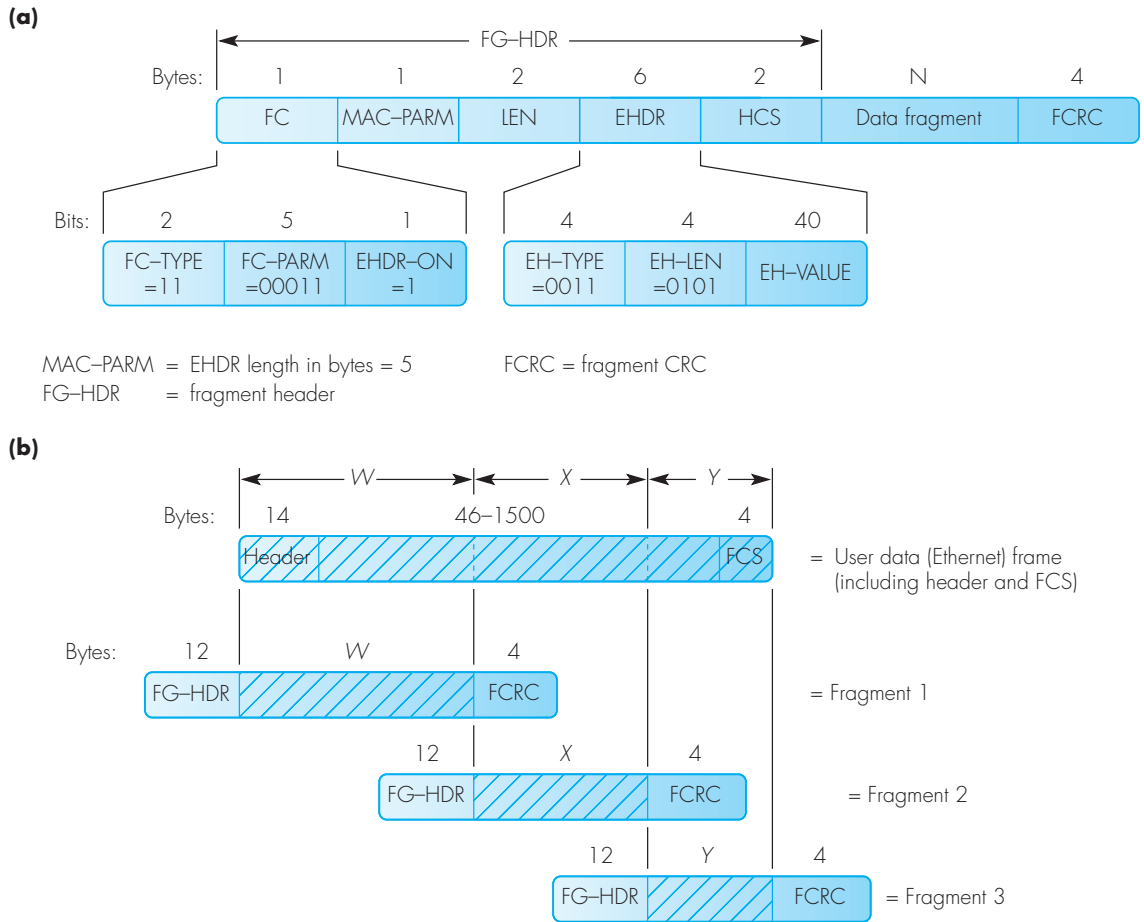 (a)
FG–HDR
Bytes: 1 1 2 6 2 N 4
FC MAC–PARM LEN EHDR HCS Data fragment FCRC
Bits: 2 5 1 4 4 40
FC–TYPE =11
FC–PARM =00011
EHDR–ON =1
EH–TYPE =0011
EH–LEN =0101
EH–VALUE
MAC–PARM = EHDR length in bytes = 5
FCRC = fragment CRC
FG–HDR = fragment header
(b)
W X Y
Bytes: 14 46–1500 4
Header FCS = User data (Ethernet) frame
(including header and FCS)
Bytes: 12 W 4
FG–HDR FCRC = Fragment 1
12 X 4
FG–HDR FCRC = Fragment 2
12 Y 4
FG–HDR FCRC = Fragment 3